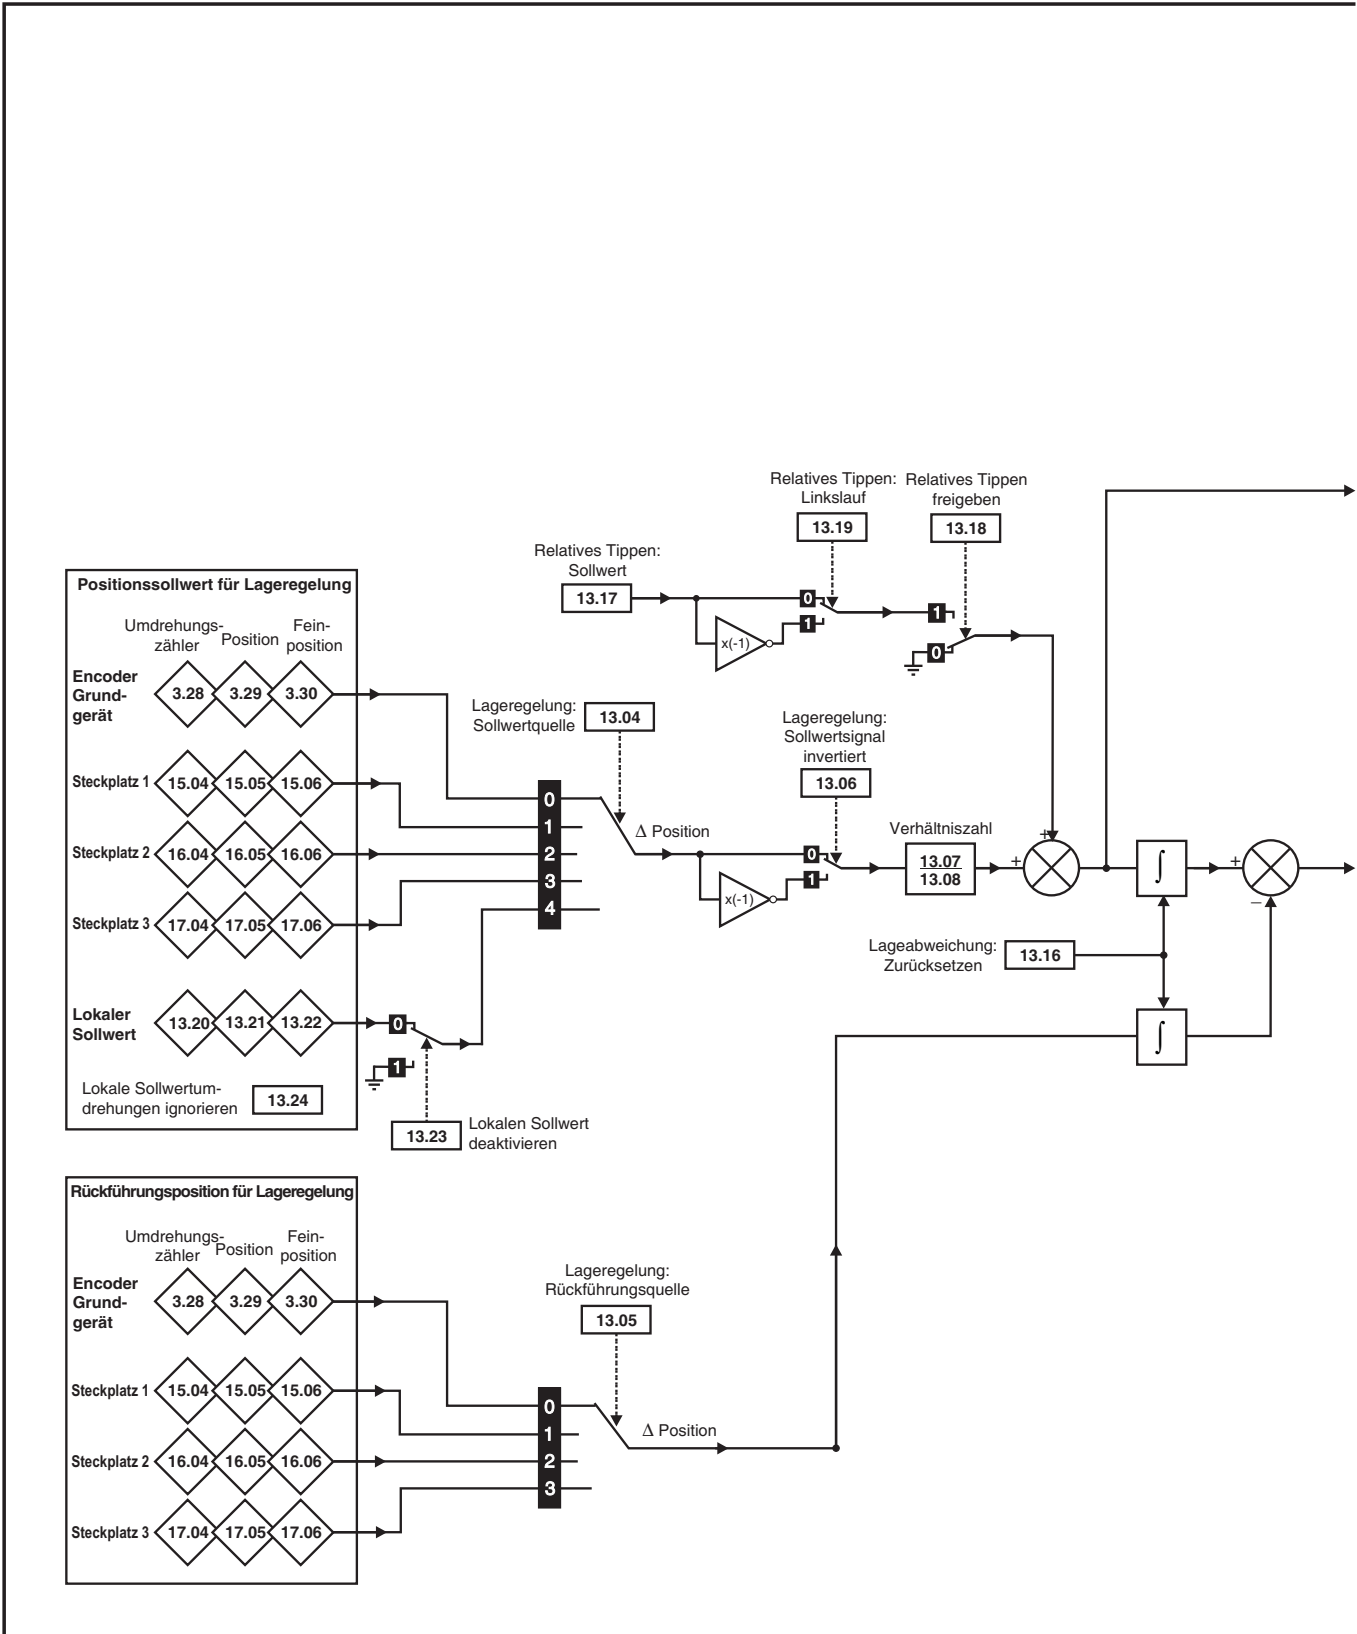 Relatives Tippen:
Linkslauf
13.19
Relatives Tippen
freigeben
13.18
Relatives Tippen:
Sollwert
13.17
0
1
x(-1)
1
0
Positionssollwert für Lageregelung
Umdrehungs-
zähler
Position
Fein-
position
Encoder
Grund-
gerät
3.28 3.29 3.30
Steckplatz 1 15.04 15.05 15.06
Steckplatz 2 16.04 16.05 16.06
Steckplatz 3 17.04 17.05 17.06
Lokaler
Sollwert
13.20 13.21 13.22
Lokale Sollwertum-
drehungen ignorieren
13.24
0
1
13.23
Lokalen Sollwert
deaktivieren
Lageregelung:
Sollwertquelle
13.04
0
1
2
3
4
Δ Position
x(-1)
0
1
Lageregelung:
Sollwertsignal
invertiert
13.06
Verhältniszahl
13.07
13.08
+
+
∫
+
−
Lageabweichung:
Zurücksetzen
13.16
∫
Rückführungsposition für Lageregelung
Umdrehungs-
zähler
Position
Fein-
position
Encoder
Grund-
gerät
3.28 3.29 3.30
Steckplatz 1 15.04 15.05 15.06
Steckplatz 2 16.04 16.05 16.06
Steckplatz 3 17.04 17.05 17.06
Lageregelung:
Rückführungsquelle
13.05
0
1
2
3
Δ Position